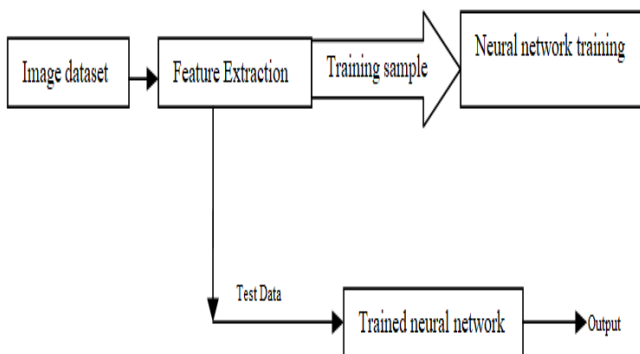 Image dataset
Feature Extraction
Training sample
Neural network training
Test Data
Trained neural network
Output